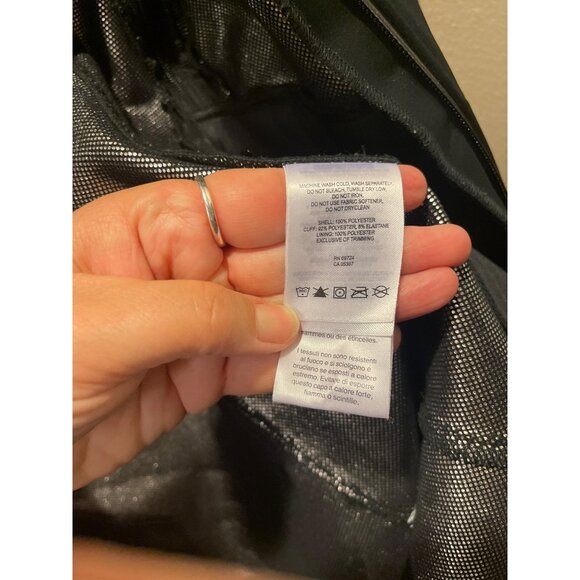 MACHINE WASH COLD, WASH SEPARATELY,
DO NOT BLEACH, TUMBLE DRY LOW,
DO NOT IRON,
DO NOT USE FABRIC SOFTENER,
DO NOT DRYCLEAN
SHELL: 100% POLYESTER
CUFF: 92% POLYESTER, 8% ELASTANE
LINING: 100% POLYESTER
EXCLUSIVE OF TRIMMING
RN 69724
CA 05367
flammes ou des étincelles.
I tessuti non sono resistenti
al fuoco e si sciolgono e
bruciano se esposti a calore
estremo. Evitare di esporre
questo capo a calore forte,
fiamma o scintille.